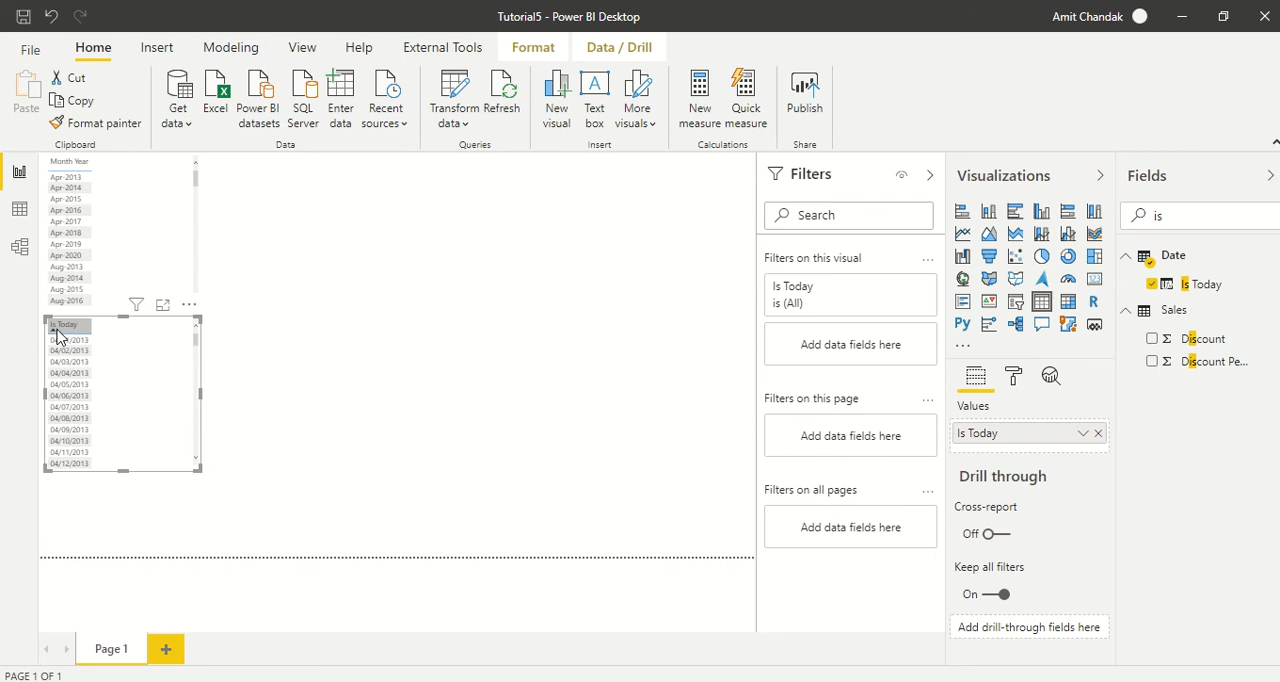 Tutorial5 - Power BI Desktop
Amit Chandak
File
Home
Insert
Modeling
View
Help
External Tools
Format
Data / Drill
Paste
Cut
Copy
Format painter
Clipboard
Get data
Excel
Power BI datasets
SQL Server
Enter data
Recent sources
Data
Transform data
Refresh
Queries
New visual
A
Text box
More visuals
Insert
New measure
Quick measure
Calculations
Publish
Share
Month Year
Apr-2013
Apr-2014
Apr-2015
Apr-2016
Apr-2017
Apr-2018
Apr-2019
Apr-2020
Aug-2013
Aug-2014
Aug-2015
Aug-2016
Is Today
04/02/2013
04/03/2013
04/04/2013
04/05/2013
04/06/2013
04/07/2013
04/08/2013
04/09/2013
04/10/2013
04/11/2013
04/12/2013
Filters
Search
Filters on this visual
Is Today
is (All)
Add data fields here
Filters on this page
Add data fields here
Filters on all pages
Add data fields here
Visualizations
123
R
Py
Values
Is Today
Drill through
Cross-report
Off
Keep all filters
On
Add drill-through fields here
Fields
is
Date
Is Today
Sales
Σ Discount
Σ Discount Pe...
Page 1
PAGE 1 OF 1